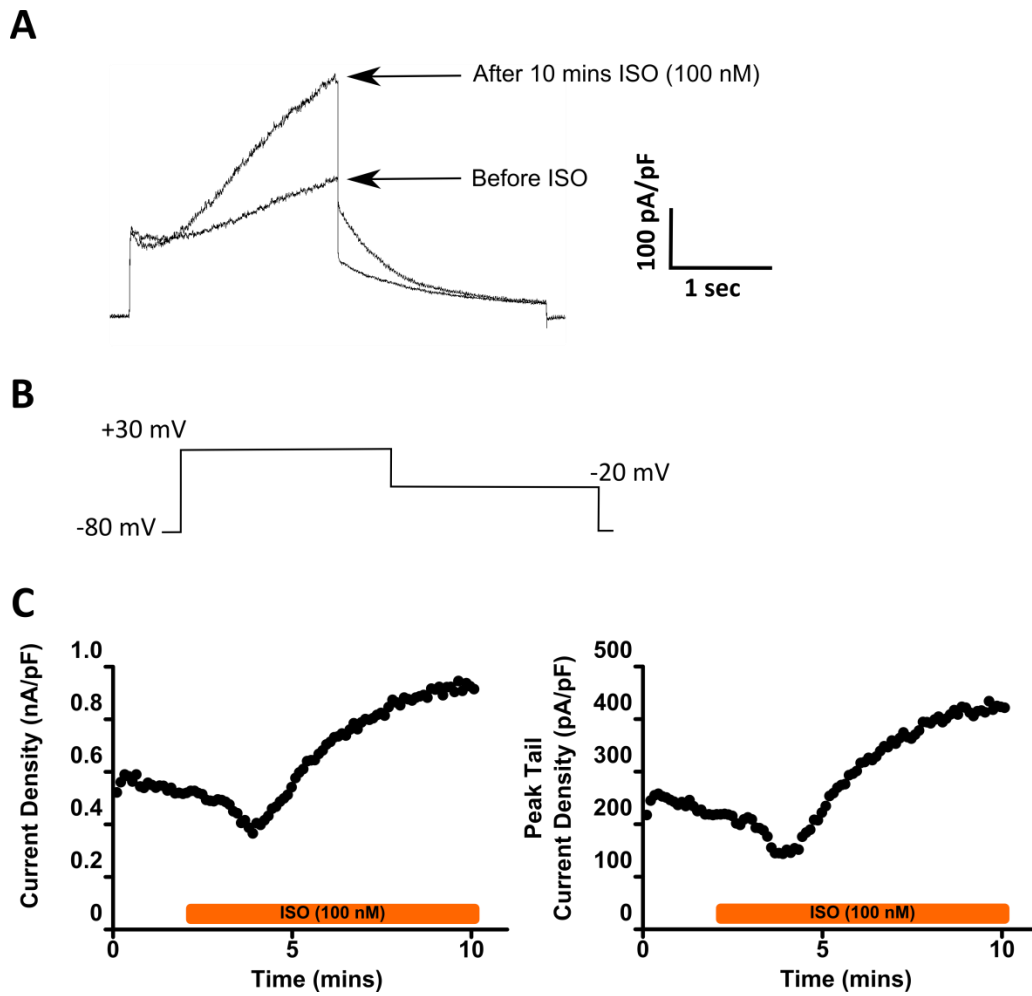 A
After 10 mins ISO (100 nM)
Before ISO
100 pA/pF
1 sec
B
+30 mV
-20 mV
-80 mV
C
Current Density (nA/pF)
1.0
0.8
0.6
0.4
0.2
0
ISO (100 nM)
0
5
10
Time (mins)
Peak Tail
Current Density (pA/pF)
500
400
300
200
100
0
ISO (100 nM)
0
5
10
Time (mins)